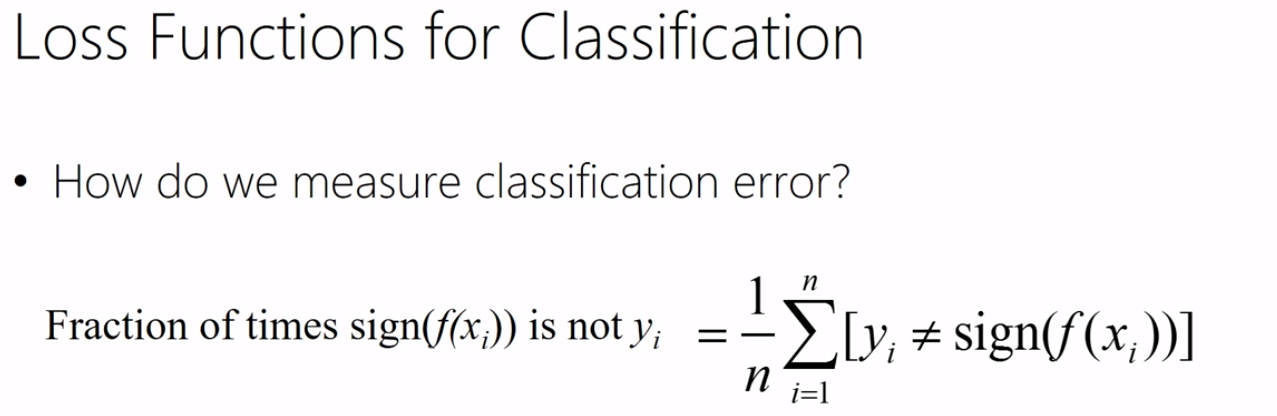 Loss Functions for Classification
• How do we measure classification error?
Fraction of times sign(f(xᵢ)) is not yᵢ = 1/n ∑ᵢ₌₁ⁿ [yᵢ ≠ sign(f(xᵢ))]